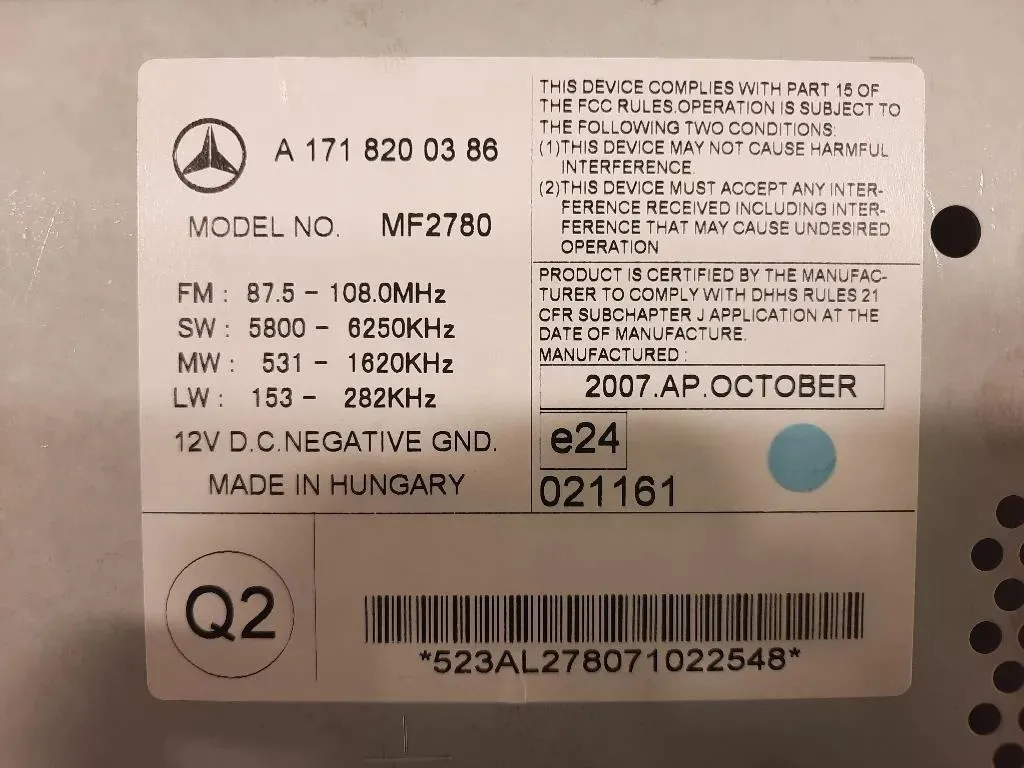 A 171 820 03 86
MODEL NO. MF2780
FM : 87.5 - 108.0MHz
SW : 5800 - 6250KHz
MW : 531 - 1620KHz
LW : 153 - 282KHz
12V D.C.NEGATIVE GND.
MADE IN HUNGARY
THIS DEVICE COMPLIES WITH PART 15 OF
THE FCC RULES.OPERATION IS SUBJECT TO
THE FOLLOWING TWO CONDITIONS:
(1)THIS DEVICE MAY NOT CAUSE HARMFUL
INTERFERENCE.
(2)THIS DEVICE MUST ACCEPT ANY INTER-
FERENCE RECEIVED INCLUDING INTER-
FERENCE THAT MAY CAUSE UNDESIRED
OPERATION
PRODUCT IS CERTIFIED BY THE MANUFAC-
TURER TO COMPLY WITH DHHS RULES 21
CFR SUBCHAPTER J APPLICATION AT THE
DATE OF MANUFACTURE.
MANUFACTURED :
2007.AP.OCTOBER
e24
021161
Q2
*523AL278071022548*